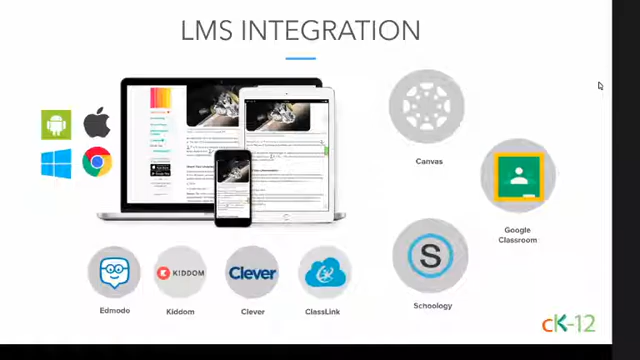 LMS INTEGRATION
Canvas
Google
Classroom
S
Schoology
KIDDOM
Clever
Edmodo
Kiddom
Clever
ClassLink
cK-12